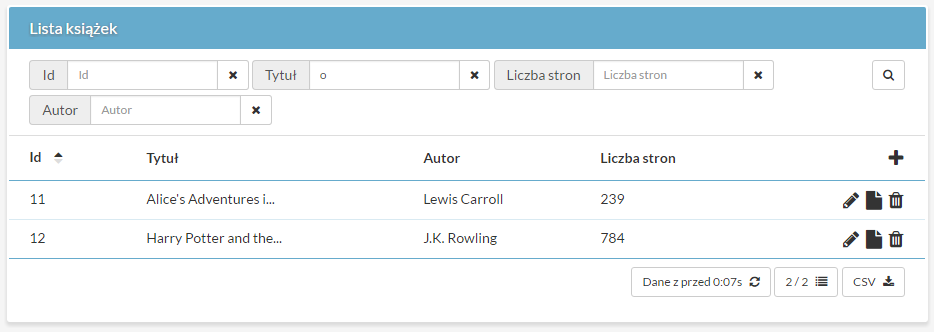 Lista książek
Id Id Tytuł o Liczba stron Liczba stron
Autor Autor
Id Tytuł Autor Liczba stron
11 Alice's Adventures i... Lewis Carroll 239
12 Harry Potter and the... J.K. Rowling 784
Dane z przed 0:07s 2 / 2 CSV